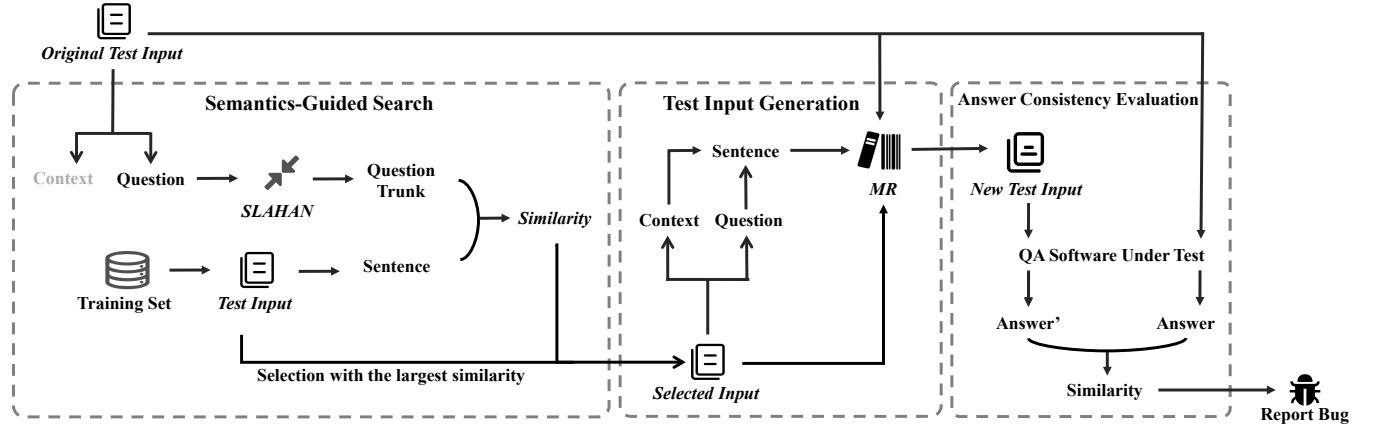 Original Test Input
Semantics-Guided Search
Context
Question
SLAHAN
Question
Trunk
Similarity
Training Set
Test Input
Sentence
Selection with the largest similarity
Test Input Generation
Sentence
MR
Context
Question
Selected Input
Answer Consistency Evaluation
New Test Input
QA Software Under Test
Answer’
Answer
Similarity
Report Bug